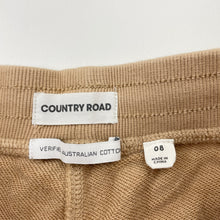 COUNTRY ROAD
VERIFIED AUSTRALIAN COTTON
08
MADE IN
CHINA